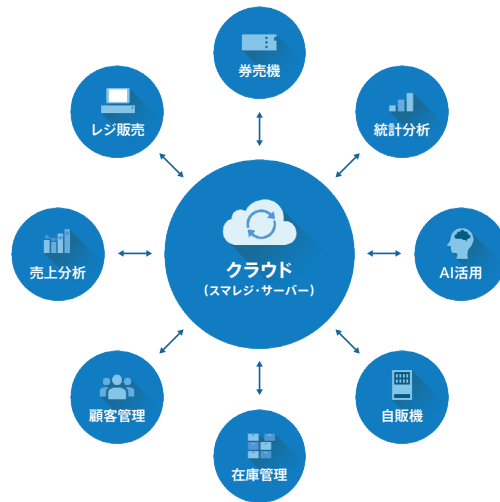 券売機
レジ販売
統計分析
売上分析
クラウド
(スマレジ・サーバー)
AI活用
顧客管理
自販機
在庫管理